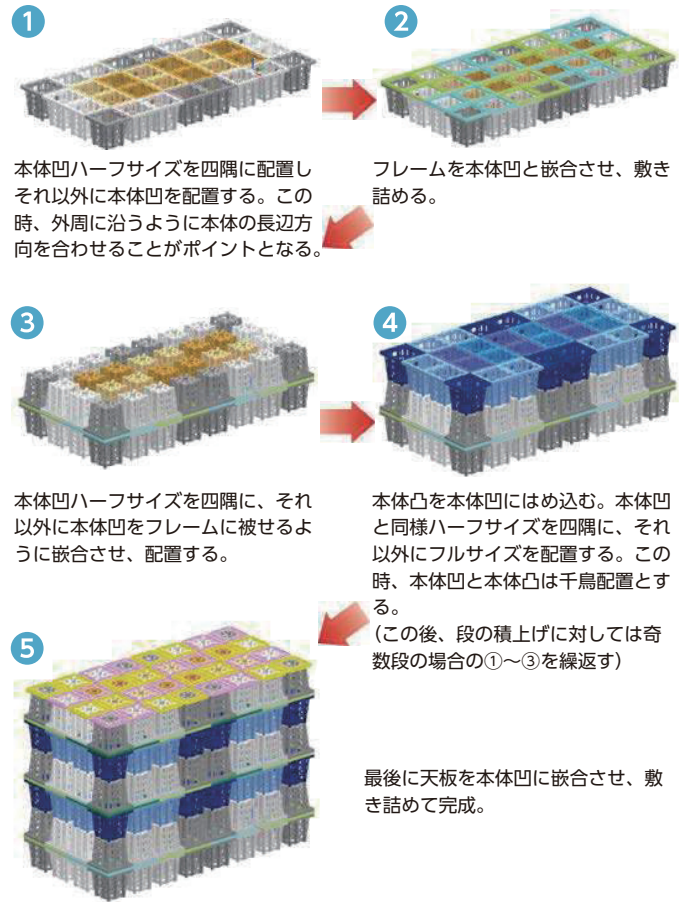 1
本体凹ハーフサイズを四隅に配置し
それ以外に本体凹を配置する。この
時、外周に沿うように本体の長辺方
向を合わせることがポイントとなる。
2
フレームを本体凹と嵌合させ、敷き
詰める。
3
本体凹ハーフサイズを四隅に、それ
以外に本体凹をフレームに被せるよ
うに嵌合させ、配置する。
4
本体凸を本体凹にはめ込む。本体凹
と同様ハーフサイズを四隅に、それ
以外にフルサイズを配置する。この
時、本体凹と本体凸は千鳥配置とす
る。
(この後、段の積上げに対しては奇
数段の場合の①〜③を繰返す)
5
最後に天板を本体凹に嵌合させ、敷
き詰めて完成。